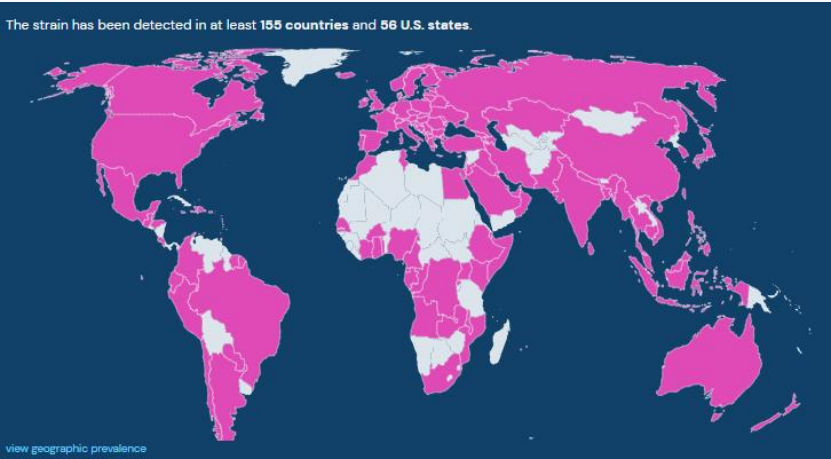 The strain has been detected in at least 155 countries and 56 U.S. states.
view geographic prevalence